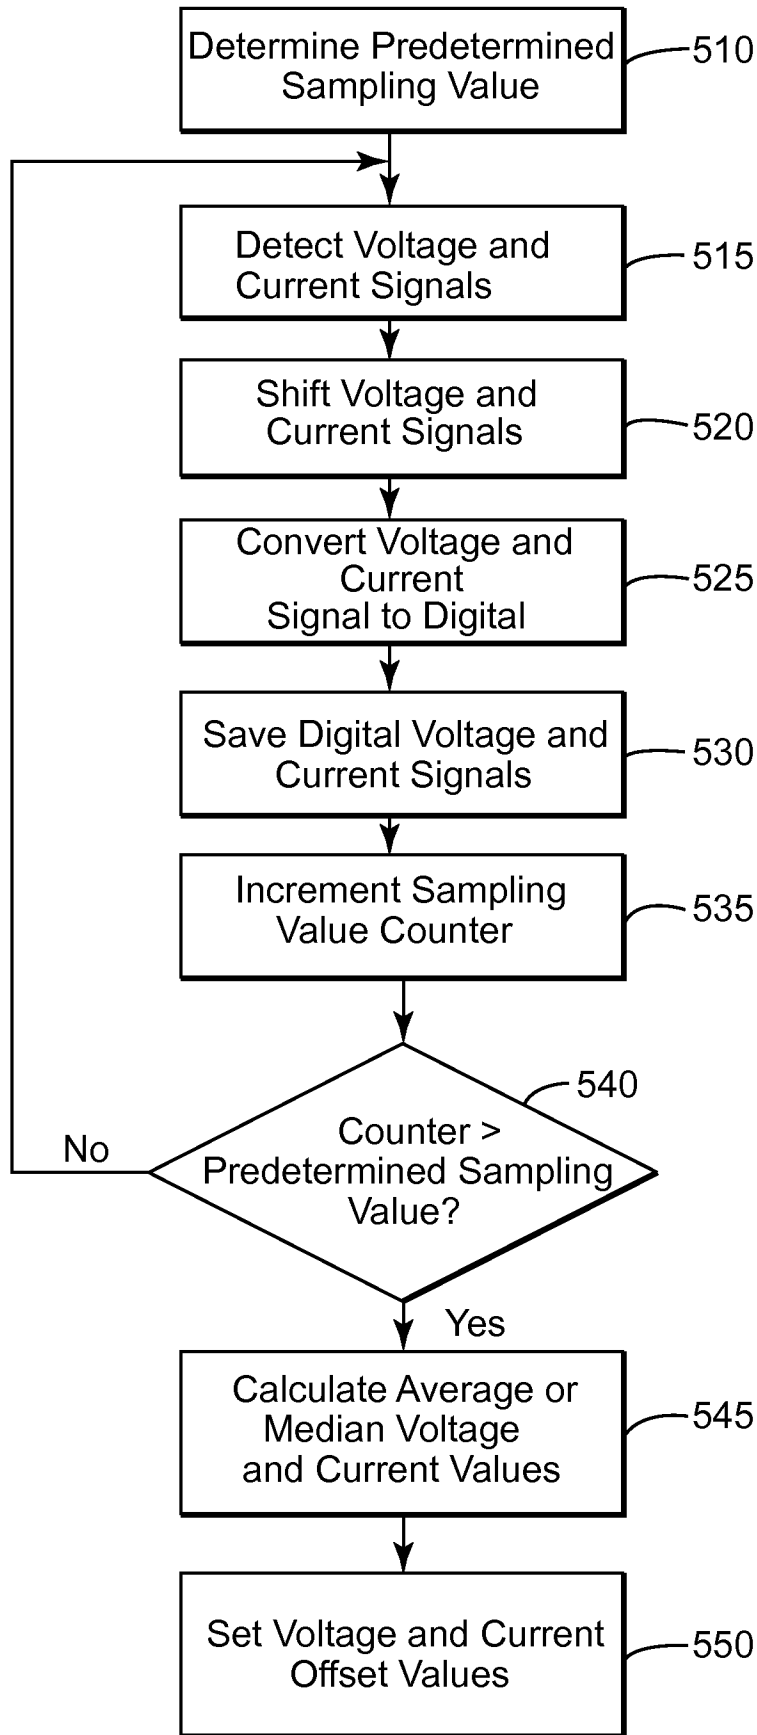 Determine Predetermined
Sampling Value
510
Detect Voltage and
Current Signals
515
Shift Voltage and
Current Signals
520
Convert Voltage and
Current
Signal to Digital
525
Save Digital Voltage and
Current Signals
530
Increment Sampling
Value Counter
535
540
Counter >
Predetermined Sampling
Value?
No
Yes
Calculate Average or
Median Voltage
and Current Values
545
Set Voltage and Current
Offset Values
550